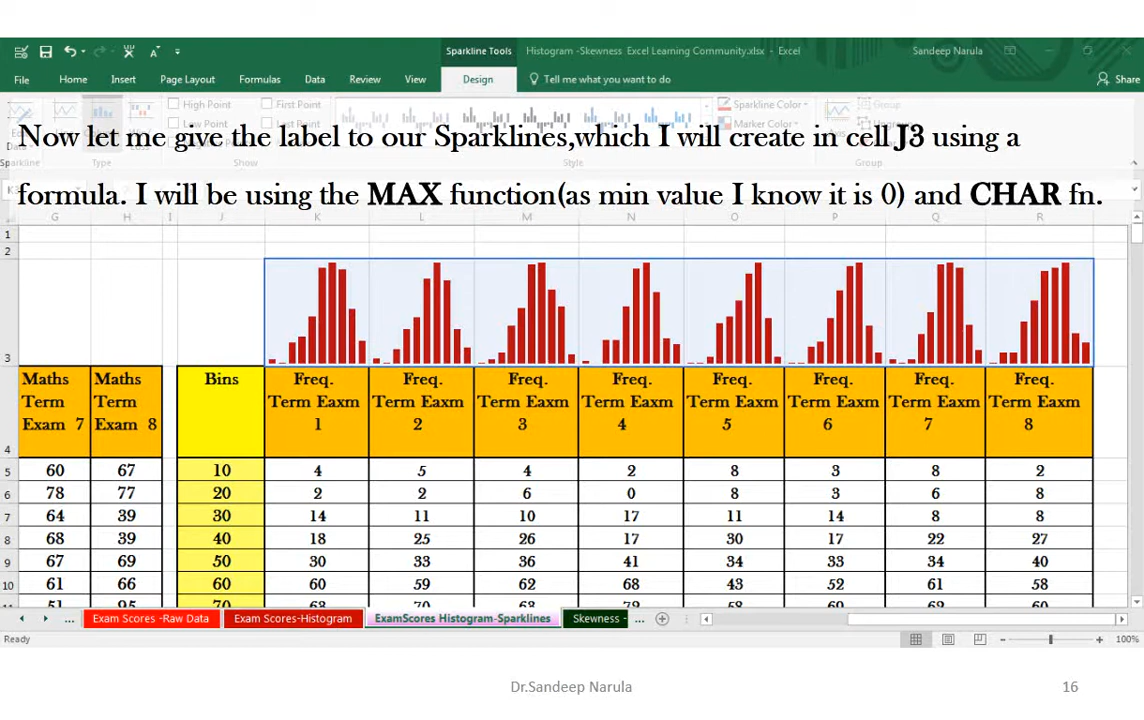 Sparkline Tools Histogram -Skewness Excel Learning Community.xlsx - Excel Sandeep Narula
File Home Insert Page Layout Formulas Data Review View Design Tell me what you want to do Share
High Point First Point Sparkline Color Group
Marker Color
Now let me give the label to our Sparklines,which I will create in cell J3 using a
Type Show Style Group
formula. I will be using the MAX function(as min value I know it is 0) and CHAR fn.
G H I J K L M N O P Q R
1
2
3
Maths Maths Bins Freq. Freq. Freq. Freq. Freq. Freq. Freq. Freq.
Term Term Term Eaxm Term Eaxm Term Eaxm Term Eaxm Term Eaxm Term Eaxm Term Eaxm Term Eaxm
Exam 7 Exam 8 1 2 3 4 5 6 7 8
4
5 60 67 10 4 5 4 2 8 3 8 2
6 78 77 20 2 2 6 0 8 3 6 8
7 64 39 30 14 11 10 17 11 14 8 8
8 68 39 40 18 25 26 17 30 17 22 27
9 67 69 50 30 33 36 41 34 33 34 40
10 61 66 60 60 59 62 68 43 52 61 58
... Exam Scores -Raw Data Exam Scores-Histogram ExamScores Histogram-Sparklines Skewness - ...
Ready 100%
Dr.Sandeep Narula 16